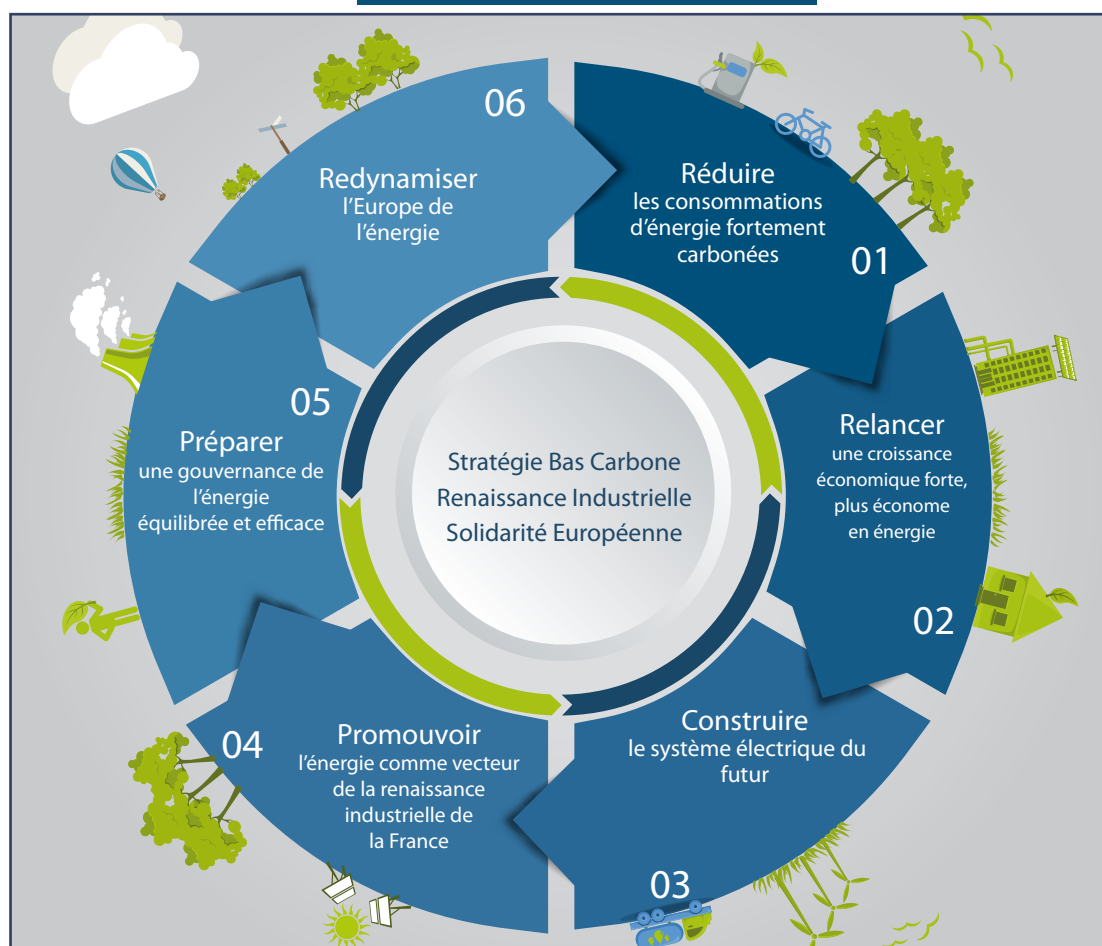 Réduire
les consommations
d'énergie fortement
carbonées
01
Relancer
une croissance
économique forte,
plus économe
en énergie
02
Construire
le système électrique du
futur
03
Promouvoir
l'énergie comme vecteur
de la renaissance
industrielle de
la France
04
05
Préparer
une gouvernance de
l'énergie
équilibrée et efficace
06
Redynamiser
l'Europe de
l'énergie
Stratégie Bas Carbone
Renaissance Industrielle
Solidarité Européenne